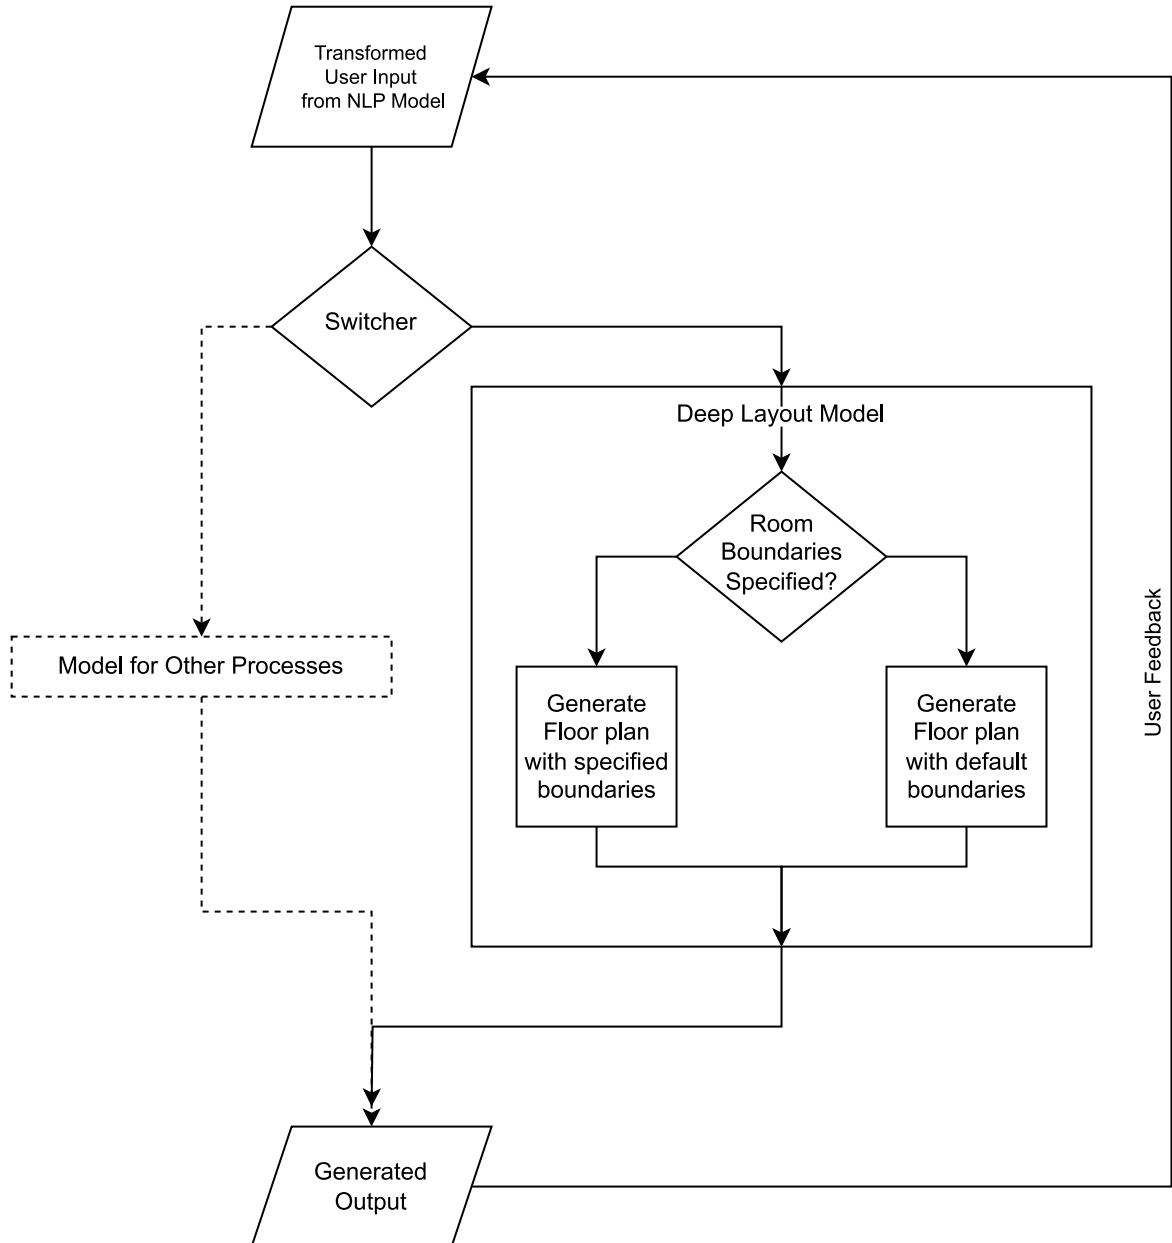 Transformed
User Input
from NLP Model
Switcher
Deep Layout Model
Room
Boundaries
Specified?
Model for Other Processes
Generate
Floor plan
with specified
boundaries
Generate
Floor plan
with default
boundaries
User Feedback
Generated
Output